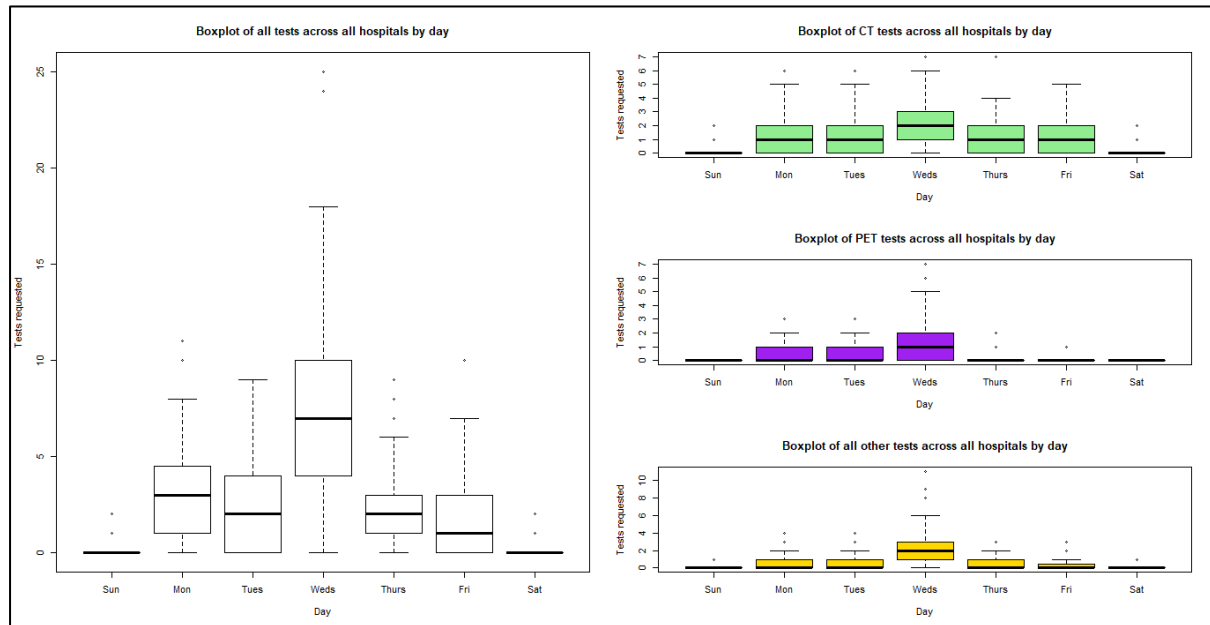 Boxplot of all tests across all hospitals by day
Tests requested
25
20
15
10
5
0
Sun Mon Tues Weds Thurs Fri Sat
Day
Boxplot of CT tests across all hospitals by day
Tests requested
7
6
5
4
3
2
1
0
Sun Mon Tues Weds Thurs Fri Sat
Day
Boxplot of PET tests across all hospitals by day
Tests requested
7
6
5
4
3
2
1
0
Sun Mon Tues Weds Thurs Fri Sat
Day
Boxplot of all other tests across all hospitals by day
Tests requested
10
8
6
4
2
0
Sun Mon Tues Weds Thurs Fri Sat
Day